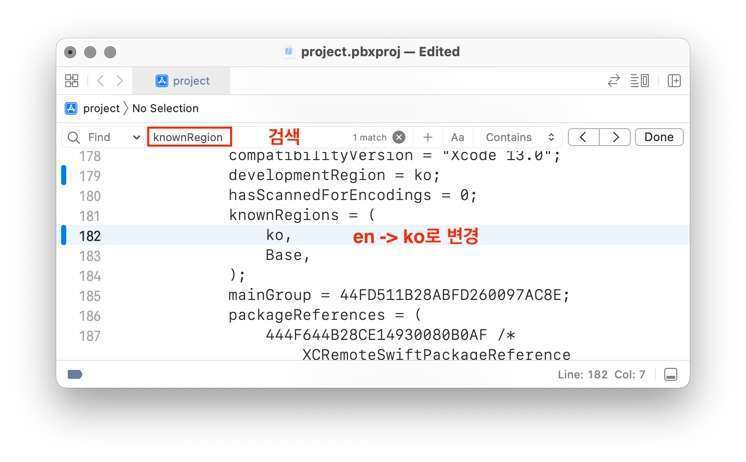 project.pbxproj — Edited
project
project 〉No Selection
Find knownRegion 검색 1 match + Aa Contains < > Done
178 compatibilityVersion = "Xcode 13.0";
179 developmentRegion = ko;
180 hasScannedForEncodings = 0;
181 knownRegions = (
182 ko, en -> ko로 변경
183 Base,
184 );
185 mainGroup = 44FD511B28ABFD260097AC8E;
186 packageReferences = (
187 444F644B28CE14930080B0AF /*
XCRemoteSwiftPackageReference
Line: 182 Col: 7